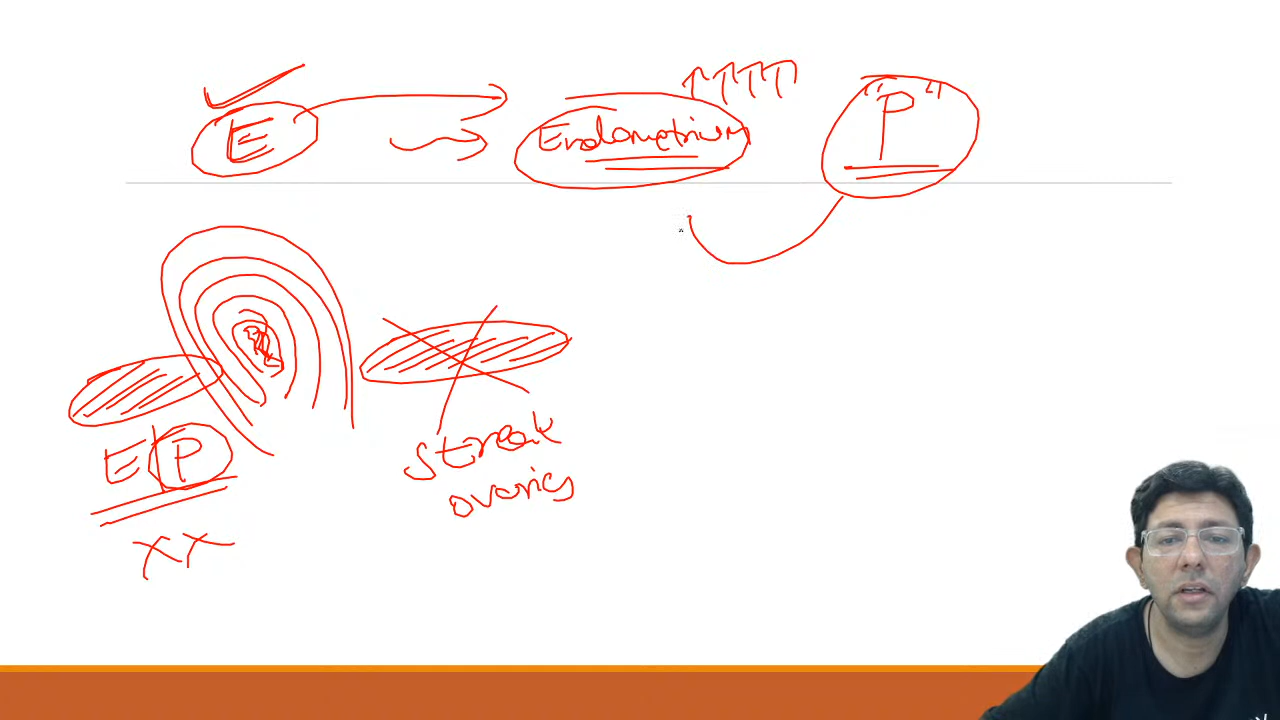 E Endometrium ↑↑↑↑ "P"
E P
XX
Streak
ovaries